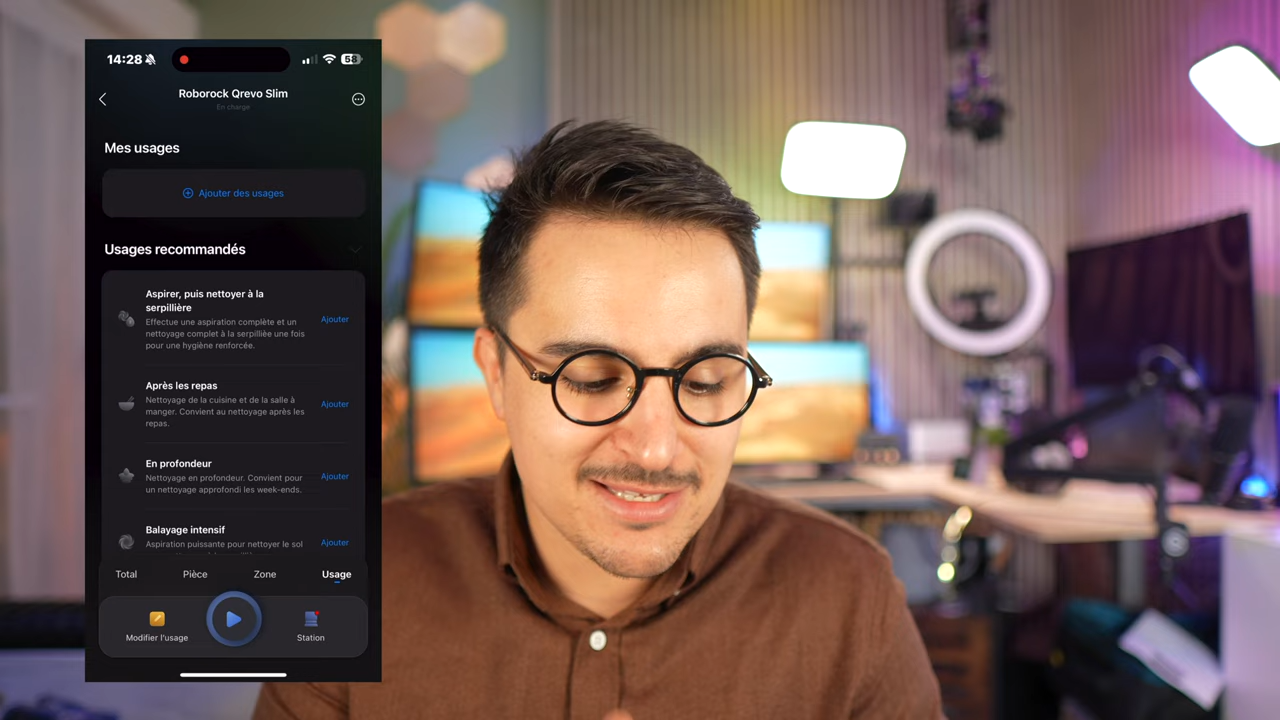 14:28
58
Roborock Qrevo Slim
En charge
Mes usages
Ajouter des usages
Usages recommandés
Aspirer, puis nettoyer à la
serpillière
Effectue une aspiration complète et un
nettoyage complet à la serpillière une fois
pour une hygiène renforcée.
Ajouter
Après les repas
Nettoyage de la cuisine et de la salle à
manger. Convient au nettoyage après les
repas.
Ajouter
En profondeur
Nettoyage en profondeur. Convient pour
un nettoyage approfondi les week-ends.
Ajouter
Balayage intensif
Aspiration puissante pour nettoyer le sol
Ajouter
Total
Pièce
Zone
Usage
Modifier l'usage
Station